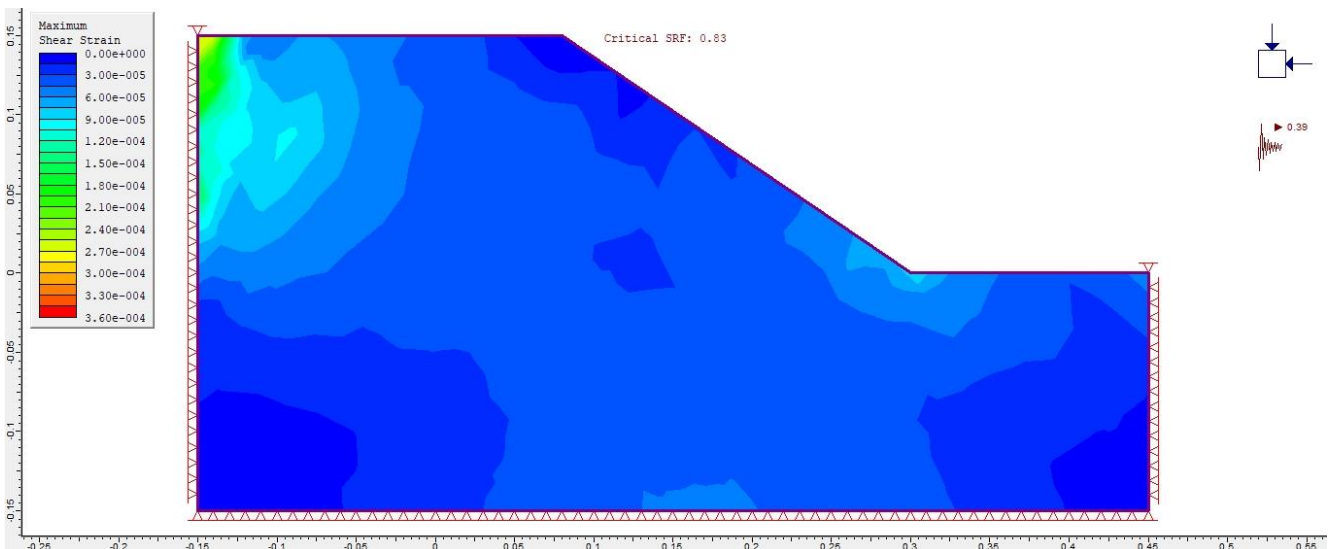 Maximum
Shear Strain
0.00e+000
3.00e-005
6.00e-005
9.00e-005
1.20e-004
1.50e-004
1.80e-004
2.10e-004
2.40e-004
2.70e-004
3.00e-004
3.30e-004
3.60e-004
Critical SRF: 0.83
0.39
0.15
0.1
0.05
0
-0.05
-0.1
-0.15
-0.25
-0.2
-0.15
-0.1
-0.05
0
0.05
0.1
0.15
0.2
0.25
0.3
0.35
0.4
0.45
0.5
0.55